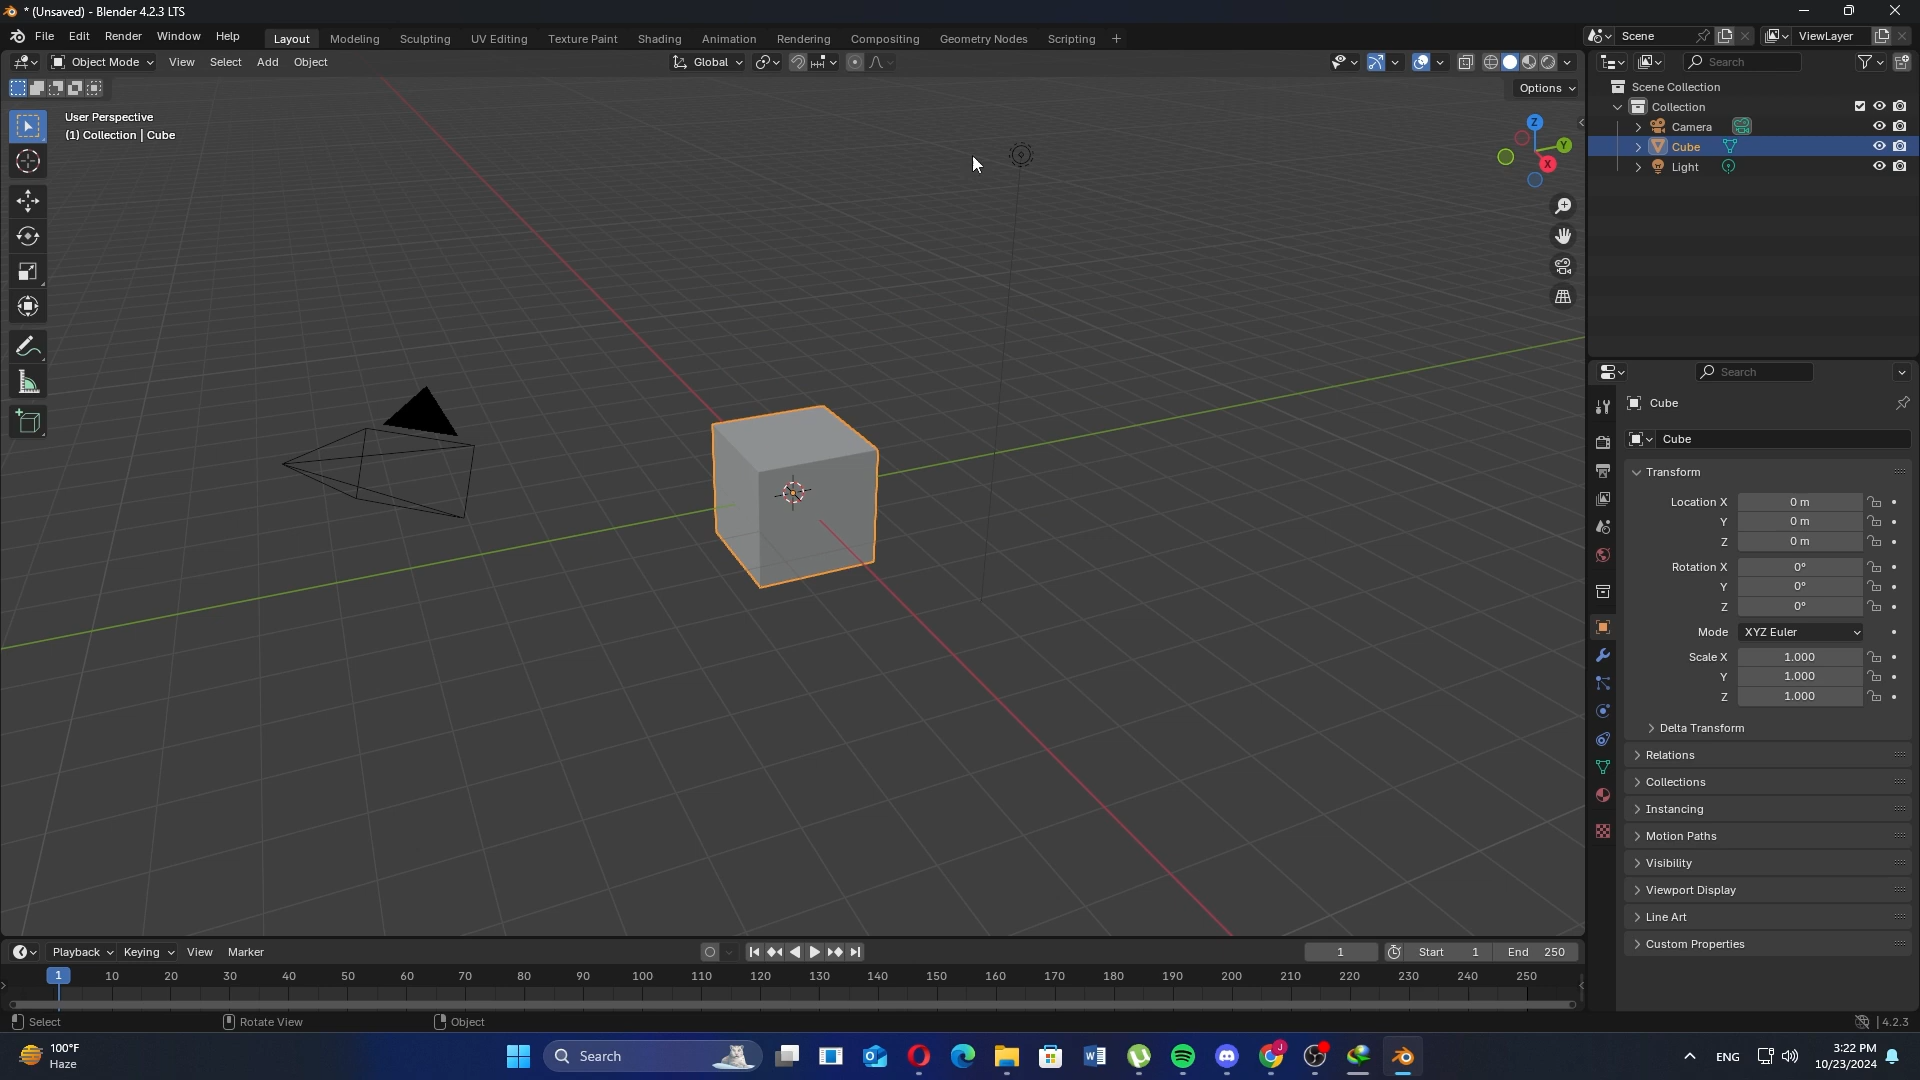 * (Unsaved) - Blender 4.2.3 LTS
File Edit Render Window Help Layout Modeling Sculpting UV Editing Texture Paint Shading Animation Rendering Compositing Geometry Nodes Scripting + Scene ViewLayer
Object Mode View Select Add Object Global Search
Options
User Perspective
(1) Collection | Cube
Z
Y
X
Scene Collection
Collection
Camera
Cube
Light
Search
Cube
Cube
Transform
Location X 0 m
Y 0 m
Z 0 m
Rotation X 0°
Y 0°
Z 0°
Mode XYZ Euler
Scale X 1.000
Y 1.000
Z 1.000
Delta Transform
Relations
Collections
Instancing
Motion Paths
Visibility
Viewport Display
Line Art
Custom Properties
Playback Keying View Marker 1 Start 1 End 250
1 10 20 30 40 50 60 70 80 90 100 110 120 130 140 150 160 170 180 190 200 210 220 230 240 250
Select Rotate View Object 4.2.3
100°F
Haze
Search
W
J
ENG
3:22 PM
10/23/2024